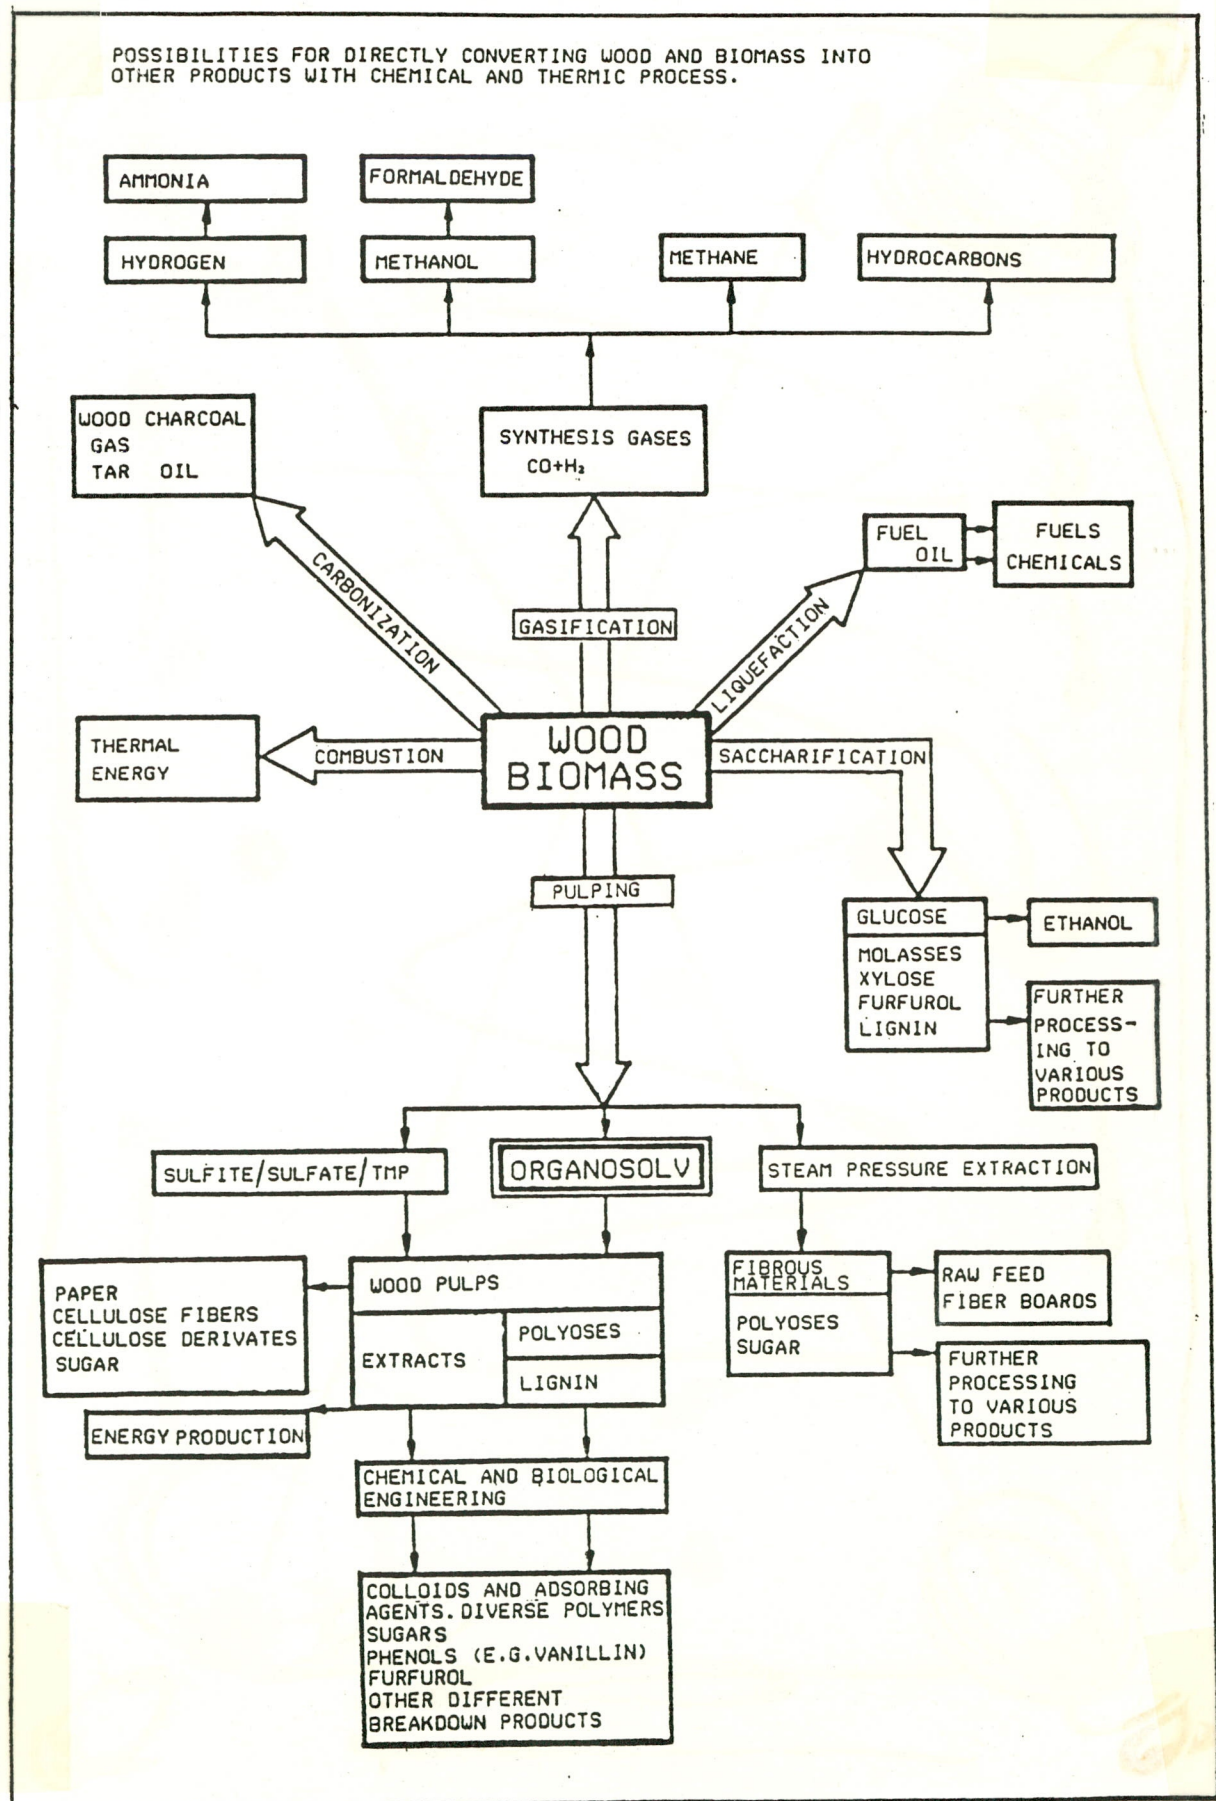 POSSIBILITIES FOR DIRECTLY CONVERTING WOOD AND BIOMASS INTO
OTHER PRODUCTS WITH CHEMICAL AND THERMIC PROCESS.
AMMONIA
FORMALDEHYDE
HYDROGEN
METHANOL
METHANE
HYDROCARBONS
WOOD CHARCOAL
GAS
TAR OIL
SYNTHESIS GASES
CO+H₂
FUEL
OIL
FUELS
CHEMICALS
CARBONIZATION
GASIFICATION
LIQUEFACTION
THERMAL
ENERGY
COMBUSTION
WOOD
BIOMASS
SACCHARIFICATION
PULPING
GLUCOSE
MOLASSES
XYLOSE
FURFUROL
LIGNIN
ETHANOL
FURTHER
PROCESS-
ING TO
VARIOUS
PRODUCTS
SULFITE/SULFATE/TMP
ORGANOSOLV
STEAM PRESSURE EXTRACTION
PAPER
CELLULOSE FIBERS
CELLULOSE DERIVATES
SUGAR
WOOD PULPS
EXTRACTS
POLYOSES
LIGNIN
FIBROUS
MATERIALS
POLYOSES
SUGAR
RAW FEED
FIBER BOARDS
FURTHER
PROCESSING
TO VARIOUS
PRODUCTS
ENERGY PRODUCTION
CHEMICAL AND BIOLOGICAL
ENGINEERING
COLLOIDS AND ADSORBING
AGENTS. DIVERSE POLYMERS
SUGARS
PHENOLS (E.G.VANILLIN)
FURFUROL
OTHER DIFFERENT
BREAKDOWN PRODUCTS